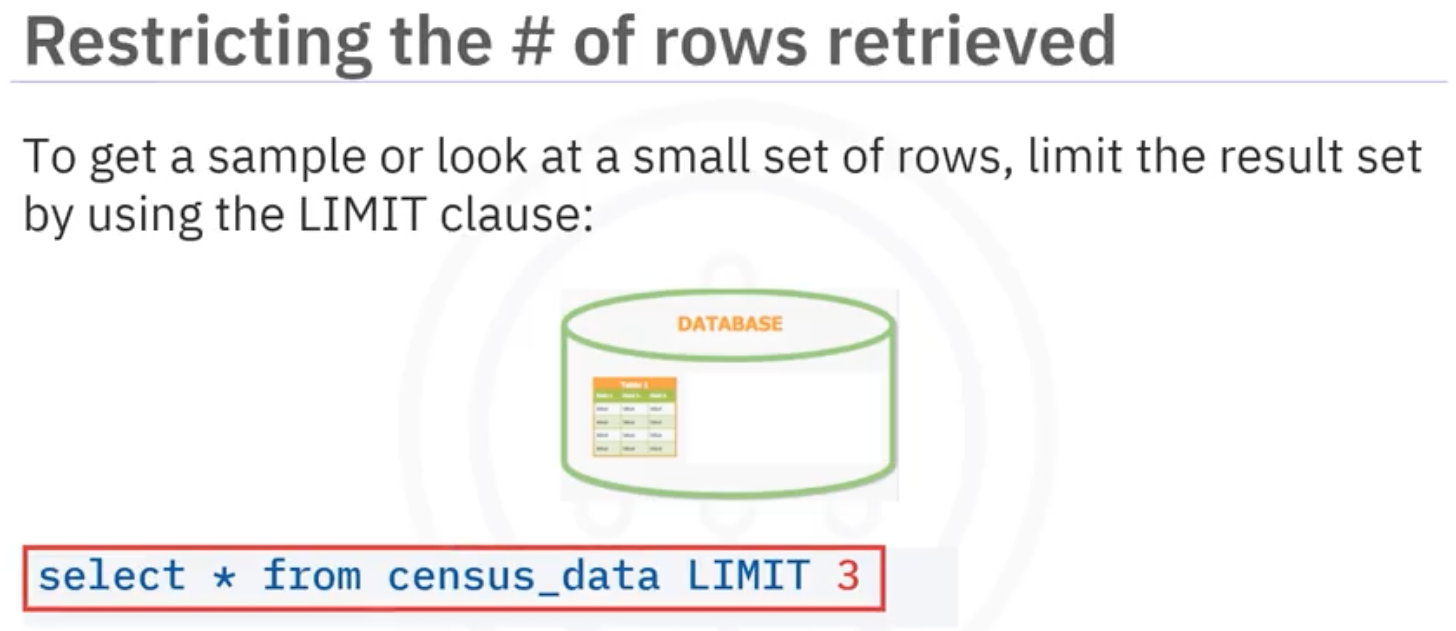 Restricting the # of rows retrieved
To get a sample or look at a small set of rows, limit the result set
by using the LIMIT clause:
DATABASE
Table 1
select * from census_data LIMIT 3